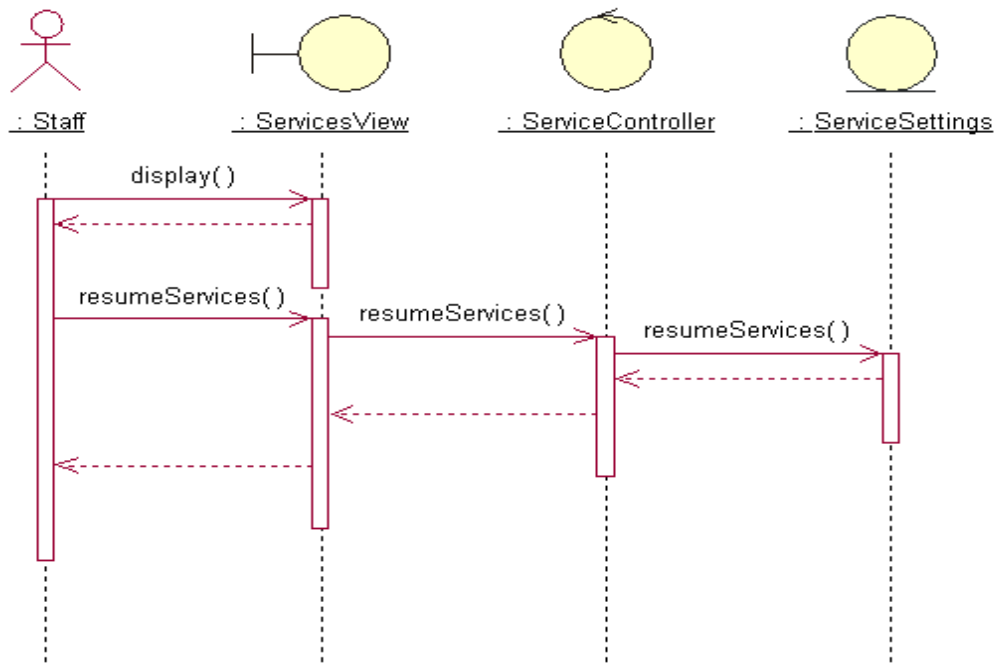 : Staff
: ServicesView
: ServiceController
: ServiceSettings
display( )
resumeServices( )
resumeServices( )
resumeServices( )